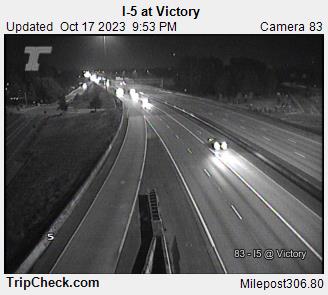 I-5 at Victory
Updated Oct 17 2023 9:53 PM Camera 83
T
5
83 - I5 @ Victory
TripCheck.com Milepost306.80